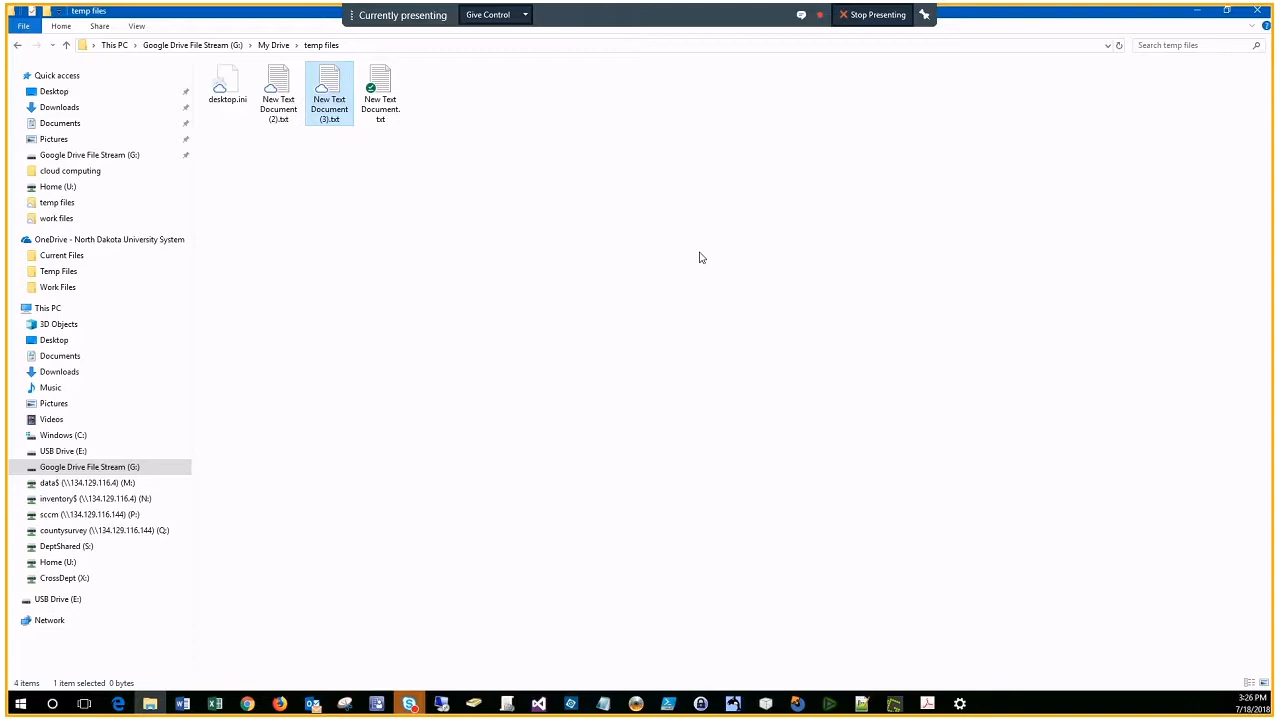 temp files
Currently presenting
Give Control
Stop Presenting
File Home Share View
This PC Google Drive File Stream (G:) My Drive temp files
Search temp files
Quick access
Desktop
Downloads
Documents
Pictures
Google Drive File Stream (G:)
cloud computing
Home (U:)
temp files
work files
OneDrive - North Dakota University System
Current Files
Temp Files
Work Files
This PC
3D Objects
Desktop
Documents
Downloads
Music
Pictures
Videos
Windows (C:)
USB Drive (E:)
Google Drive File Stream (G:)
data$ (\\134.129.116.4) (M:)
inventory$ (\\134.129.116.4) (N:)
sccm (\\134.129.116.144) (P:)
countysurvey (\\134.129.116.144) (Q:)
DeptShared (S:)
Home (U:)
CrossDept (X:)
USB Drive (E:)
Network
desktop.ini
New Text
Document
(2).txt
New Text
Document
(3).txt
New Text
Document.
txt
4 items 1 item selected 0 bytes
3:26 PM
7/18/2018